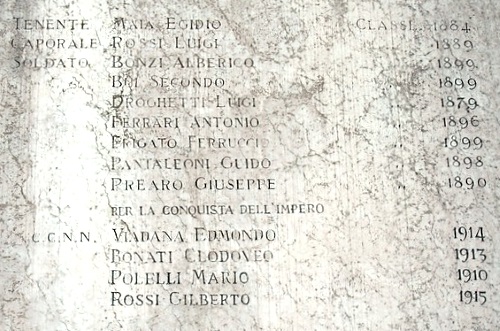 TENENTE MAIA EGIDIO CLASSE 1884
CAPORALE ROSSI LUIGI 1889
SOLDATO BONZI ALBERICO 1899
" BRI SECONDO " 1899
DROGHETTI LUIGI 1879
FERRARI ANTONIO 1896
FRIGATO FERRUCCIO 1899
PANTALEONI GUIDO " 1898
PREARO GIUSEPPE " 1890
PER LA CONQUISTA DELL'IMPERO
C.C.N.N. VIADANA EDMONDO 1914
BONATI CLODOVEO 1913
POLELLI MARIO 1910
ROSSI GILBERTO 1915